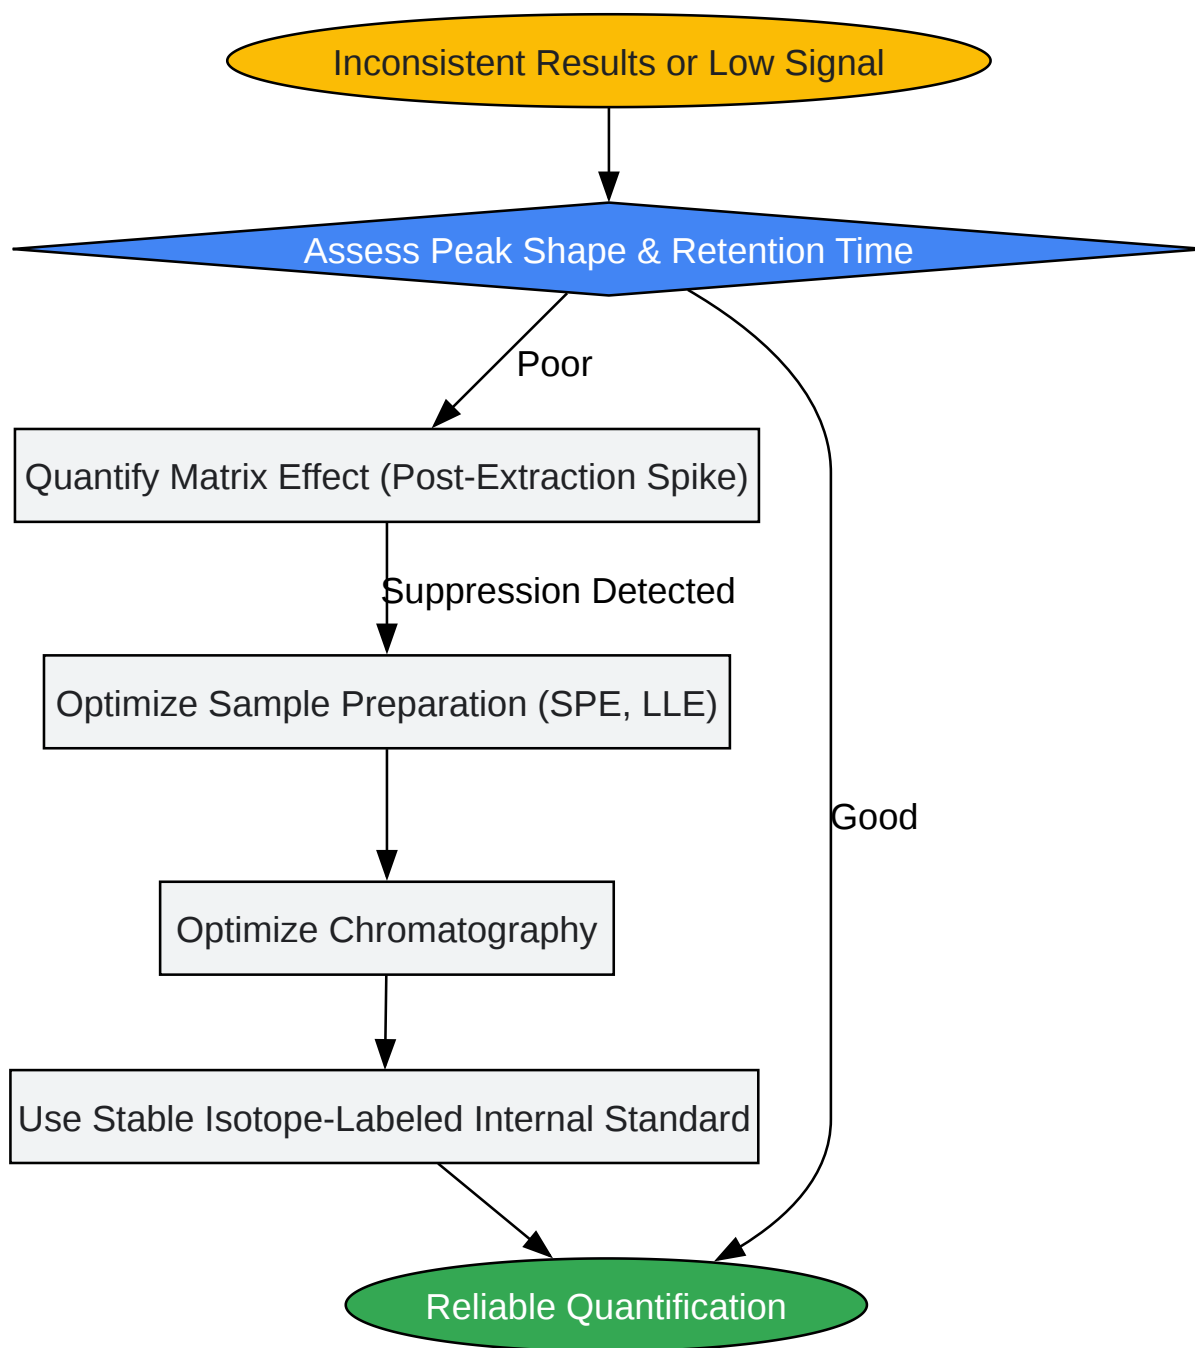 Inconsistent Results or Low Signal
Assess Peak Shape & Retention Time
Poor
Quantify Matrix Effect (Post-Extraction Spike)
Suppression Detected
Optimize Sample Preparation (SPE, LLE)
Good
Optimize Chromatography
Use Stable Isotope-Labeled Internal Standard
Reliable Quantification